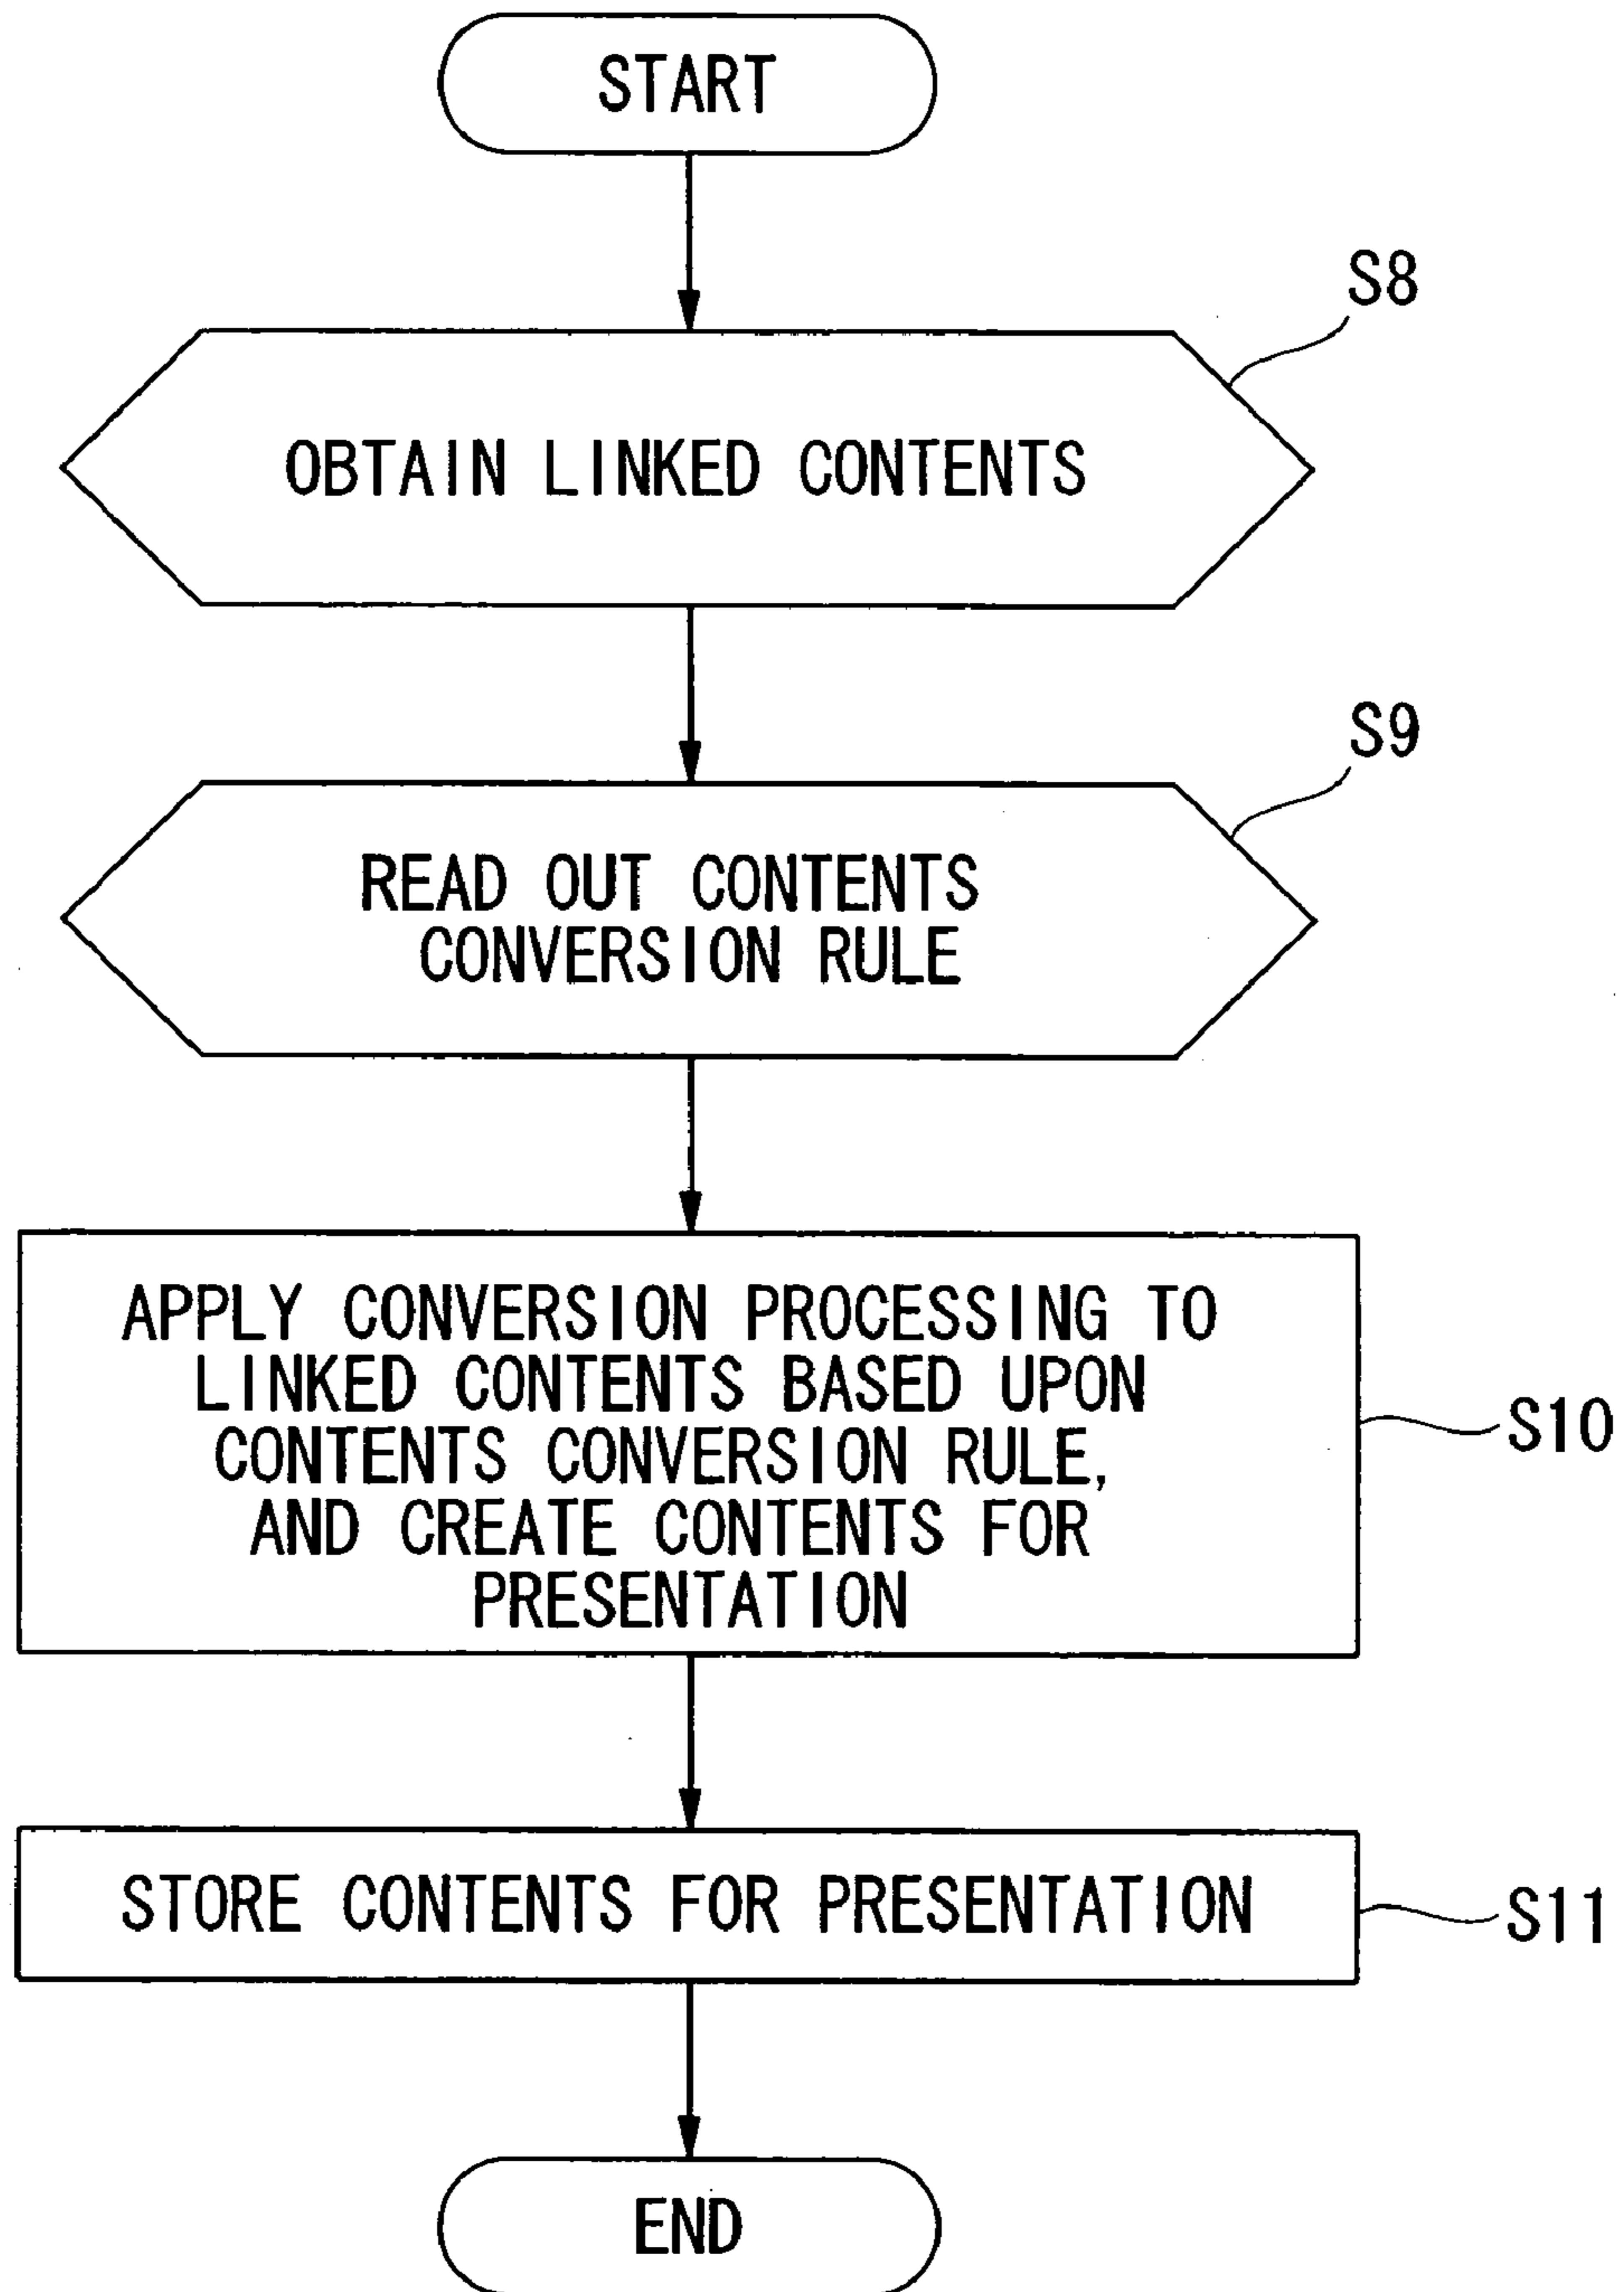 START
S8
OBTAIN LINKED CONTENTS
S9
READ OUT CONTENTS
CONVERSION RULE
APPLY CONVERSION PROCESSING TO
LINKED CONTENTS BASED UPON
CONTENTS CONVERSION RULE,
AND CREATE CONTENTS FOR
PRESENTATION
S10
STORE CONTENTS FOR PRESENTATION
S11
END